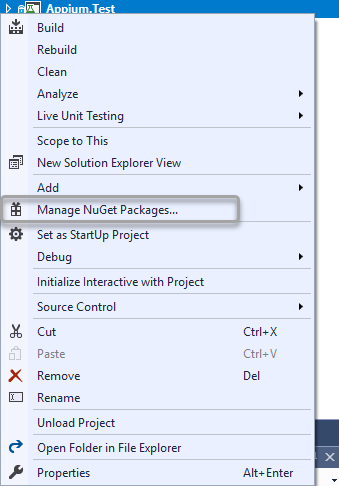 Appium.Test
Build
Rebuild
Clean
Analyze
Live Unit Testing
Scope to This
New Solution Explorer View
Add
Manage NuGet Packages...
Set as StartUp Project
Debug
Initialize Interactive with Project
Source Control
Cut Ctrl+X
Paste Ctrl+V
Remove Del
Rename
Unload Project
Open Folder in File Explorer
Properties Alt+Enter